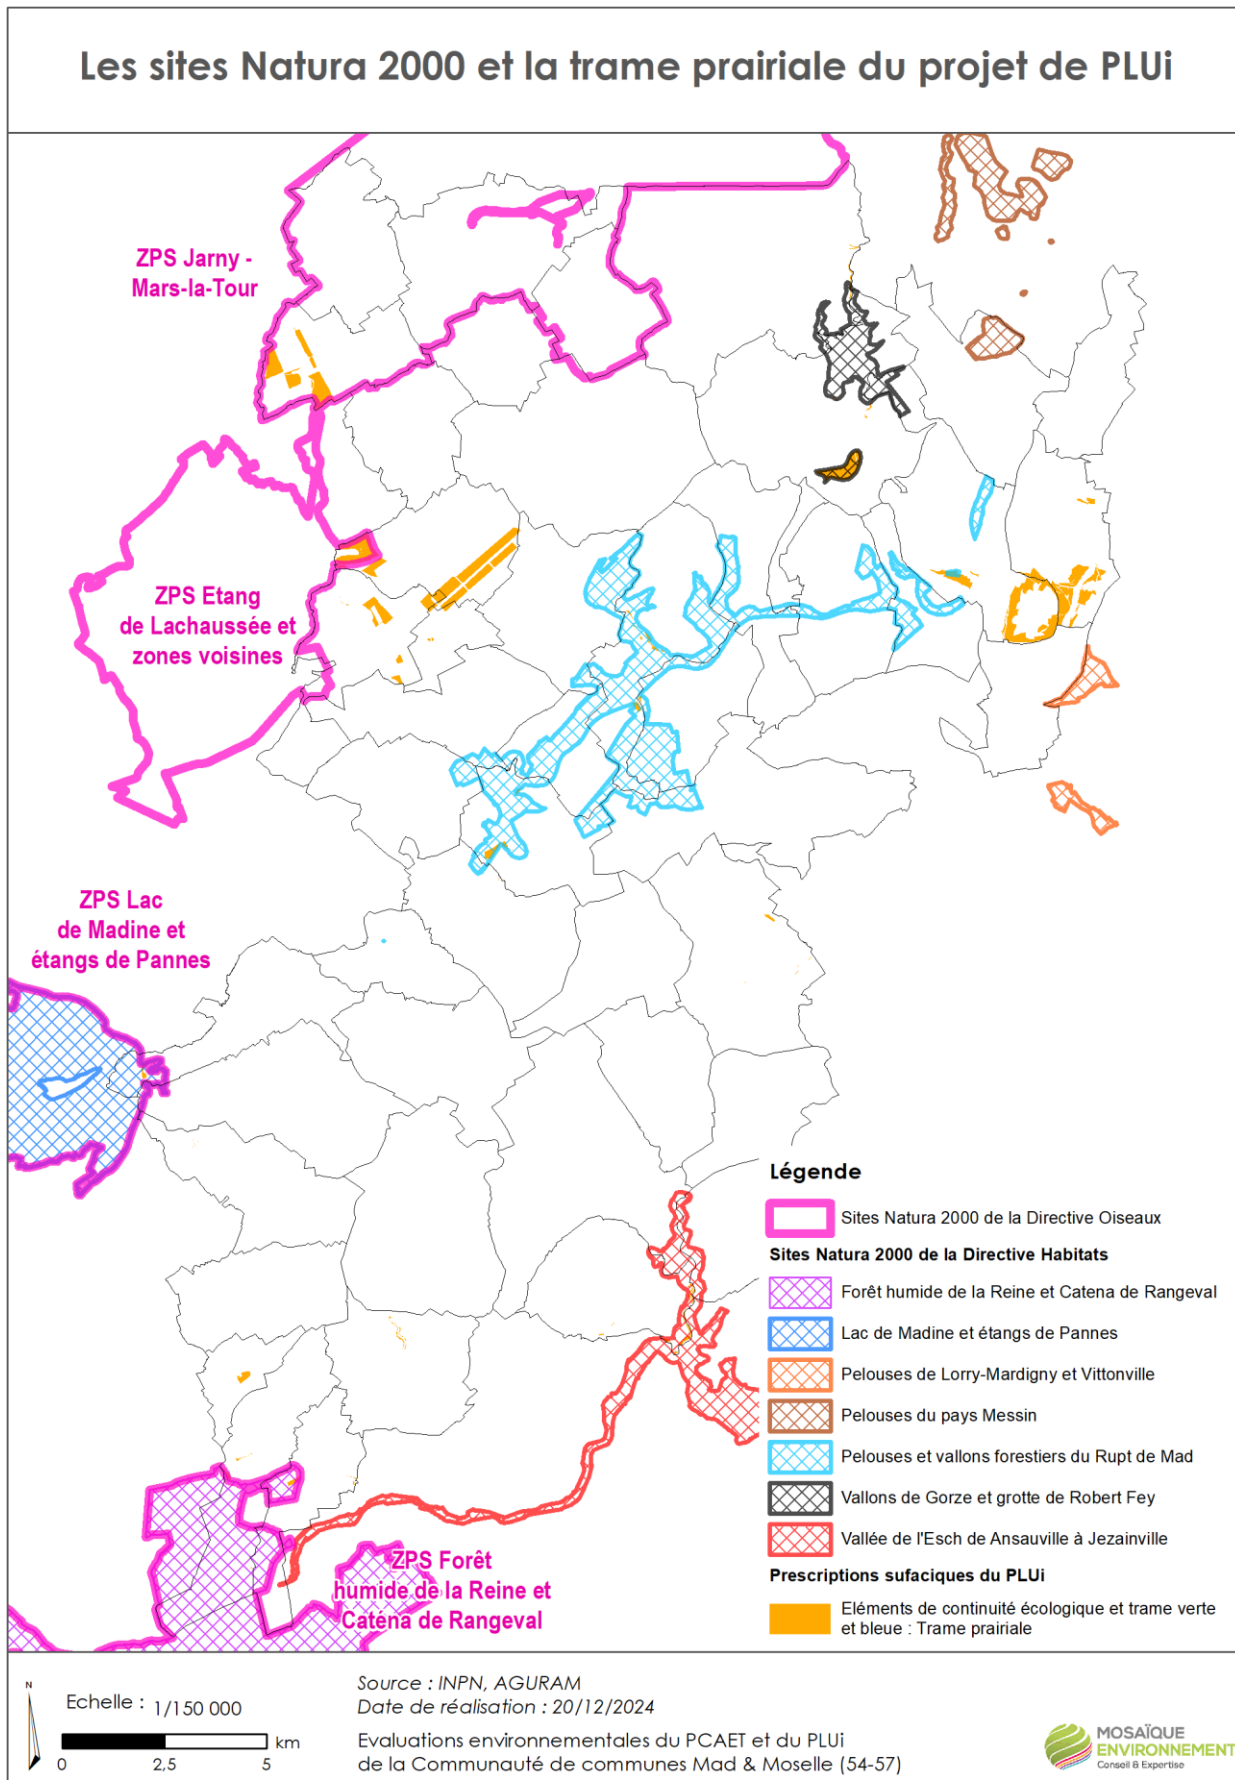 Les sites Natura 2000 et la trame prairiale du projet de PLUi
ZPS Jarny -
Mars-la-Tour
ZPS Etang
de Lachaussée et
zones voisines
ZPS Lac
de Madine et
étangs de Pannes
ZPS Forêt
humide de la Reine et
Caténa de Rangeval
Légende
Sites Natura 2000 de la Directive Oiseaux
Sites Natura 2000 de la Directive Habitats
Forêt humide de la Reine et Catena de Rangeval
Lac de Madine et étangs de Pannes
Pelouses de Lorry-Mardigny et Vittonville
Pelouses du pays Messin
Pelouses et vallons forestiers du Rupt de Mad
Vallons de Gorze et grotte de Robert Fey
Vallée de l'Esch de Ansauville à Jezainville
Prescriptions sufaciques du PLUi
Eléments de continuité écologique et trame verte
et bleue : Trame prairiale
N
Echelle : 1/150 000
0 2,5 5 km
Source : INPN, AGURAM
Date de réalisation : 20/12/2024
Evaluations environnementales du PCAET et du PLUi
de la Communauté de communes Mad & Moselle (54-57)
MOSAÏQUE
ENVIRONNEMENT
Conseil & Expertise